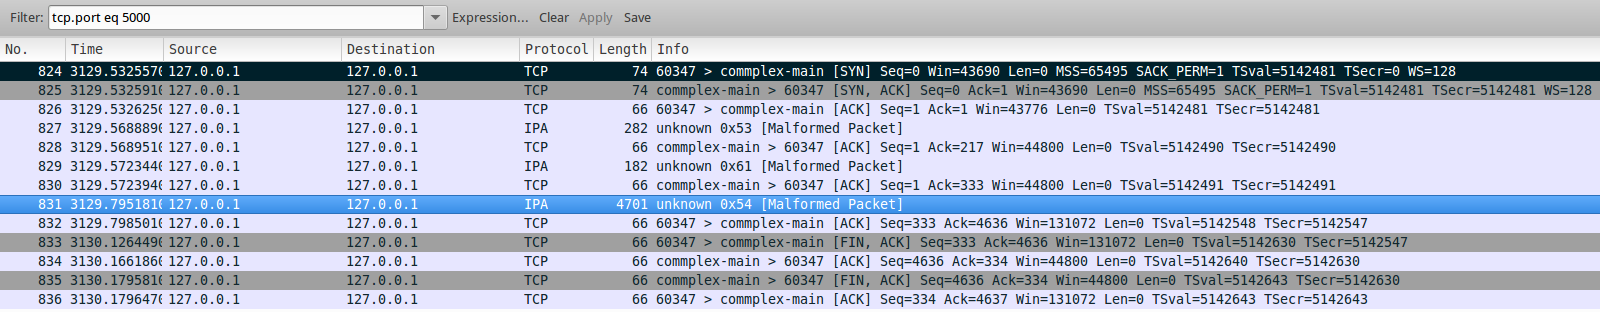 Filter: tcp.port eq 5000 Expression... Clear Apply Save
No. Time Source Destination Protocol Length Info
824 3129.5325570 127.0.0.1 127.0.0.1 TCP 74 60347 > commplex-main [SYN] Seq=0 Win=43690 Len=0 MSS=65495 SACK_PERM=1 TSval=5142481 TSecr=0 WS=128
825 3129.5325910 127.0.0.1 127.0.0.1 TCP 74 commplex-main > 60347 [SYN, ACK] Seq=0 Ack=1 Win=43690 Len=0 MSS=65495 SACK_PERM=1 TSval=5142481 TSecr=5142481 WS=128
826 3129.5326250 127.0.0.1 127.0.0.1 TCP 66 60347 > commplex-main [ACK] Seq=1 Ack=1 Win=43776 Len=0 TSval=5142481 TSecr=5142481
827 3129.5688890 127.0.0.1 127.0.0.1 IPA 282 unknown 0x53 [Malformed Packet]
828 3129.5689510 127.0.0.1 127.0.0.1 TCP 66 commplex-main > 60347 [ACK] Seq=1 Ack=217 Win=44800 Len=0 TSval=5142490 TSecr=5142490
829 3129.5723440 127.0.0.1 127.0.0.1 IPA 182 unknown 0x61 [Malformed Packet]
830 3129.5723940 127.0.0.1 127.0.0.1 TCP 66 commplex-main > 60347 [ACK] Seq=1 Ack=333 Win=44800 Len=0 TSval=5142491 TSecr=5142491
831 3129.7951810 127.0.0.1 127.0.0.1 IPA 4701 unknown 0x54 [Malformed Packet]
832 3129.7985010 127.0.0.1 127.0.0.1 TCP 66 60347 > commplex-main [ACK] Seq=333 Ack=4636 Win=131072 Len=0 TSval=5142548 TSecr=5142547
833 3130.1264490 127.0.0.1 127.0.0.1 TCP 66 60347 > commplex-main [FIN, ACK] Seq=333 Ack=4636 Win=131072 Len=0 TSval=5142630 TSecr=5142547
834 3130.1661860 127.0.0.1 127.0.0.1 TCP 66 commplex-main > 60347 [ACK] Seq=4636 Ack=334 Win=44800 Len=0 TSval=5142640 TSecr=5142630
835 3130.1795810 127.0.0.1 127.0.0.1 TCP 66 commplex-main > 60347 [FIN, ACK] Seq=4636 Ack=334 Win=44800 Len=0 TSval=5142643 TSecr=5142630
836 3130.1796470 127.0.0.1 127.0.0.1 TCP 66 60347 > commplex-main [ACK] Seq=334 Ack=4637 Win=131072 Len=0 TSval=5142643 TSecr=5142643